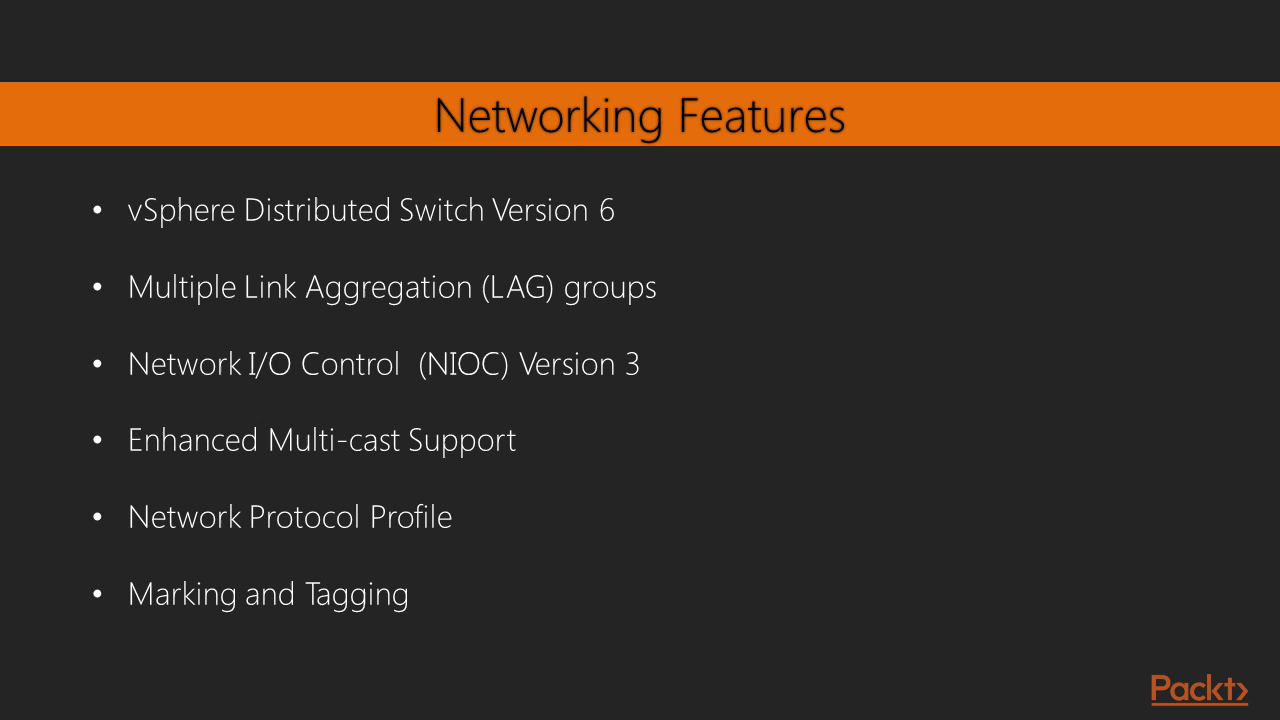 Networking Features
• vSphere Distributed Switch Version 6
• Multiple Link Aggregation (LAG) groups
• Network I/O Control  (NIOC) Version 3
• Enhanced Multi-cast Support
• Network Protocol Profile
• Marking and Tagging
Packt>